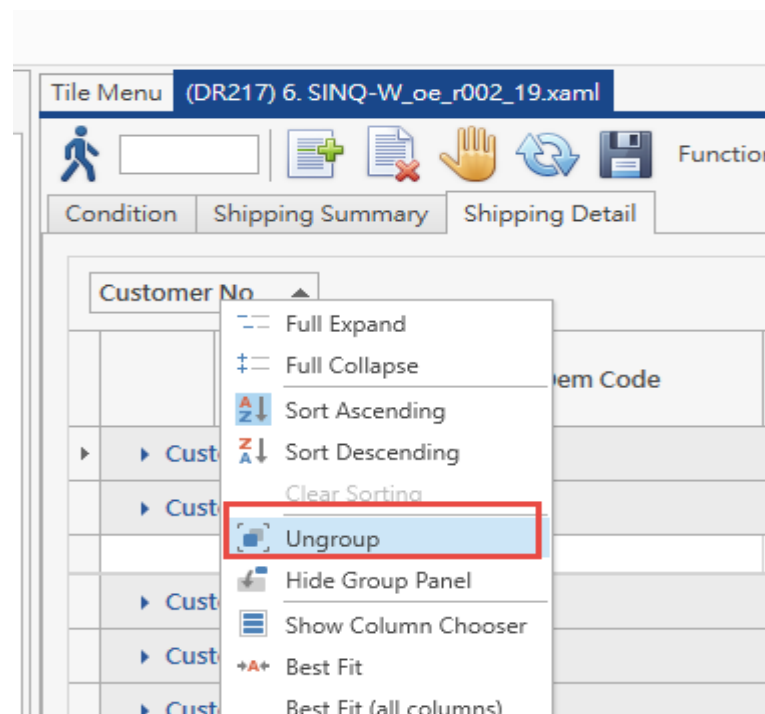 Tile Menu (DR217) 6. SINQ-W_oe_r002_19.xaml
Condition Shipping Summary Shipping Detail
Customer No
Full Expand
Full Collapse
Sort Ascending
Sort Descending
Clear Sorting
Ungroup
Hide Group Panel
Show Column Chooser
Best Fit
Best Fit (all columns)
Code